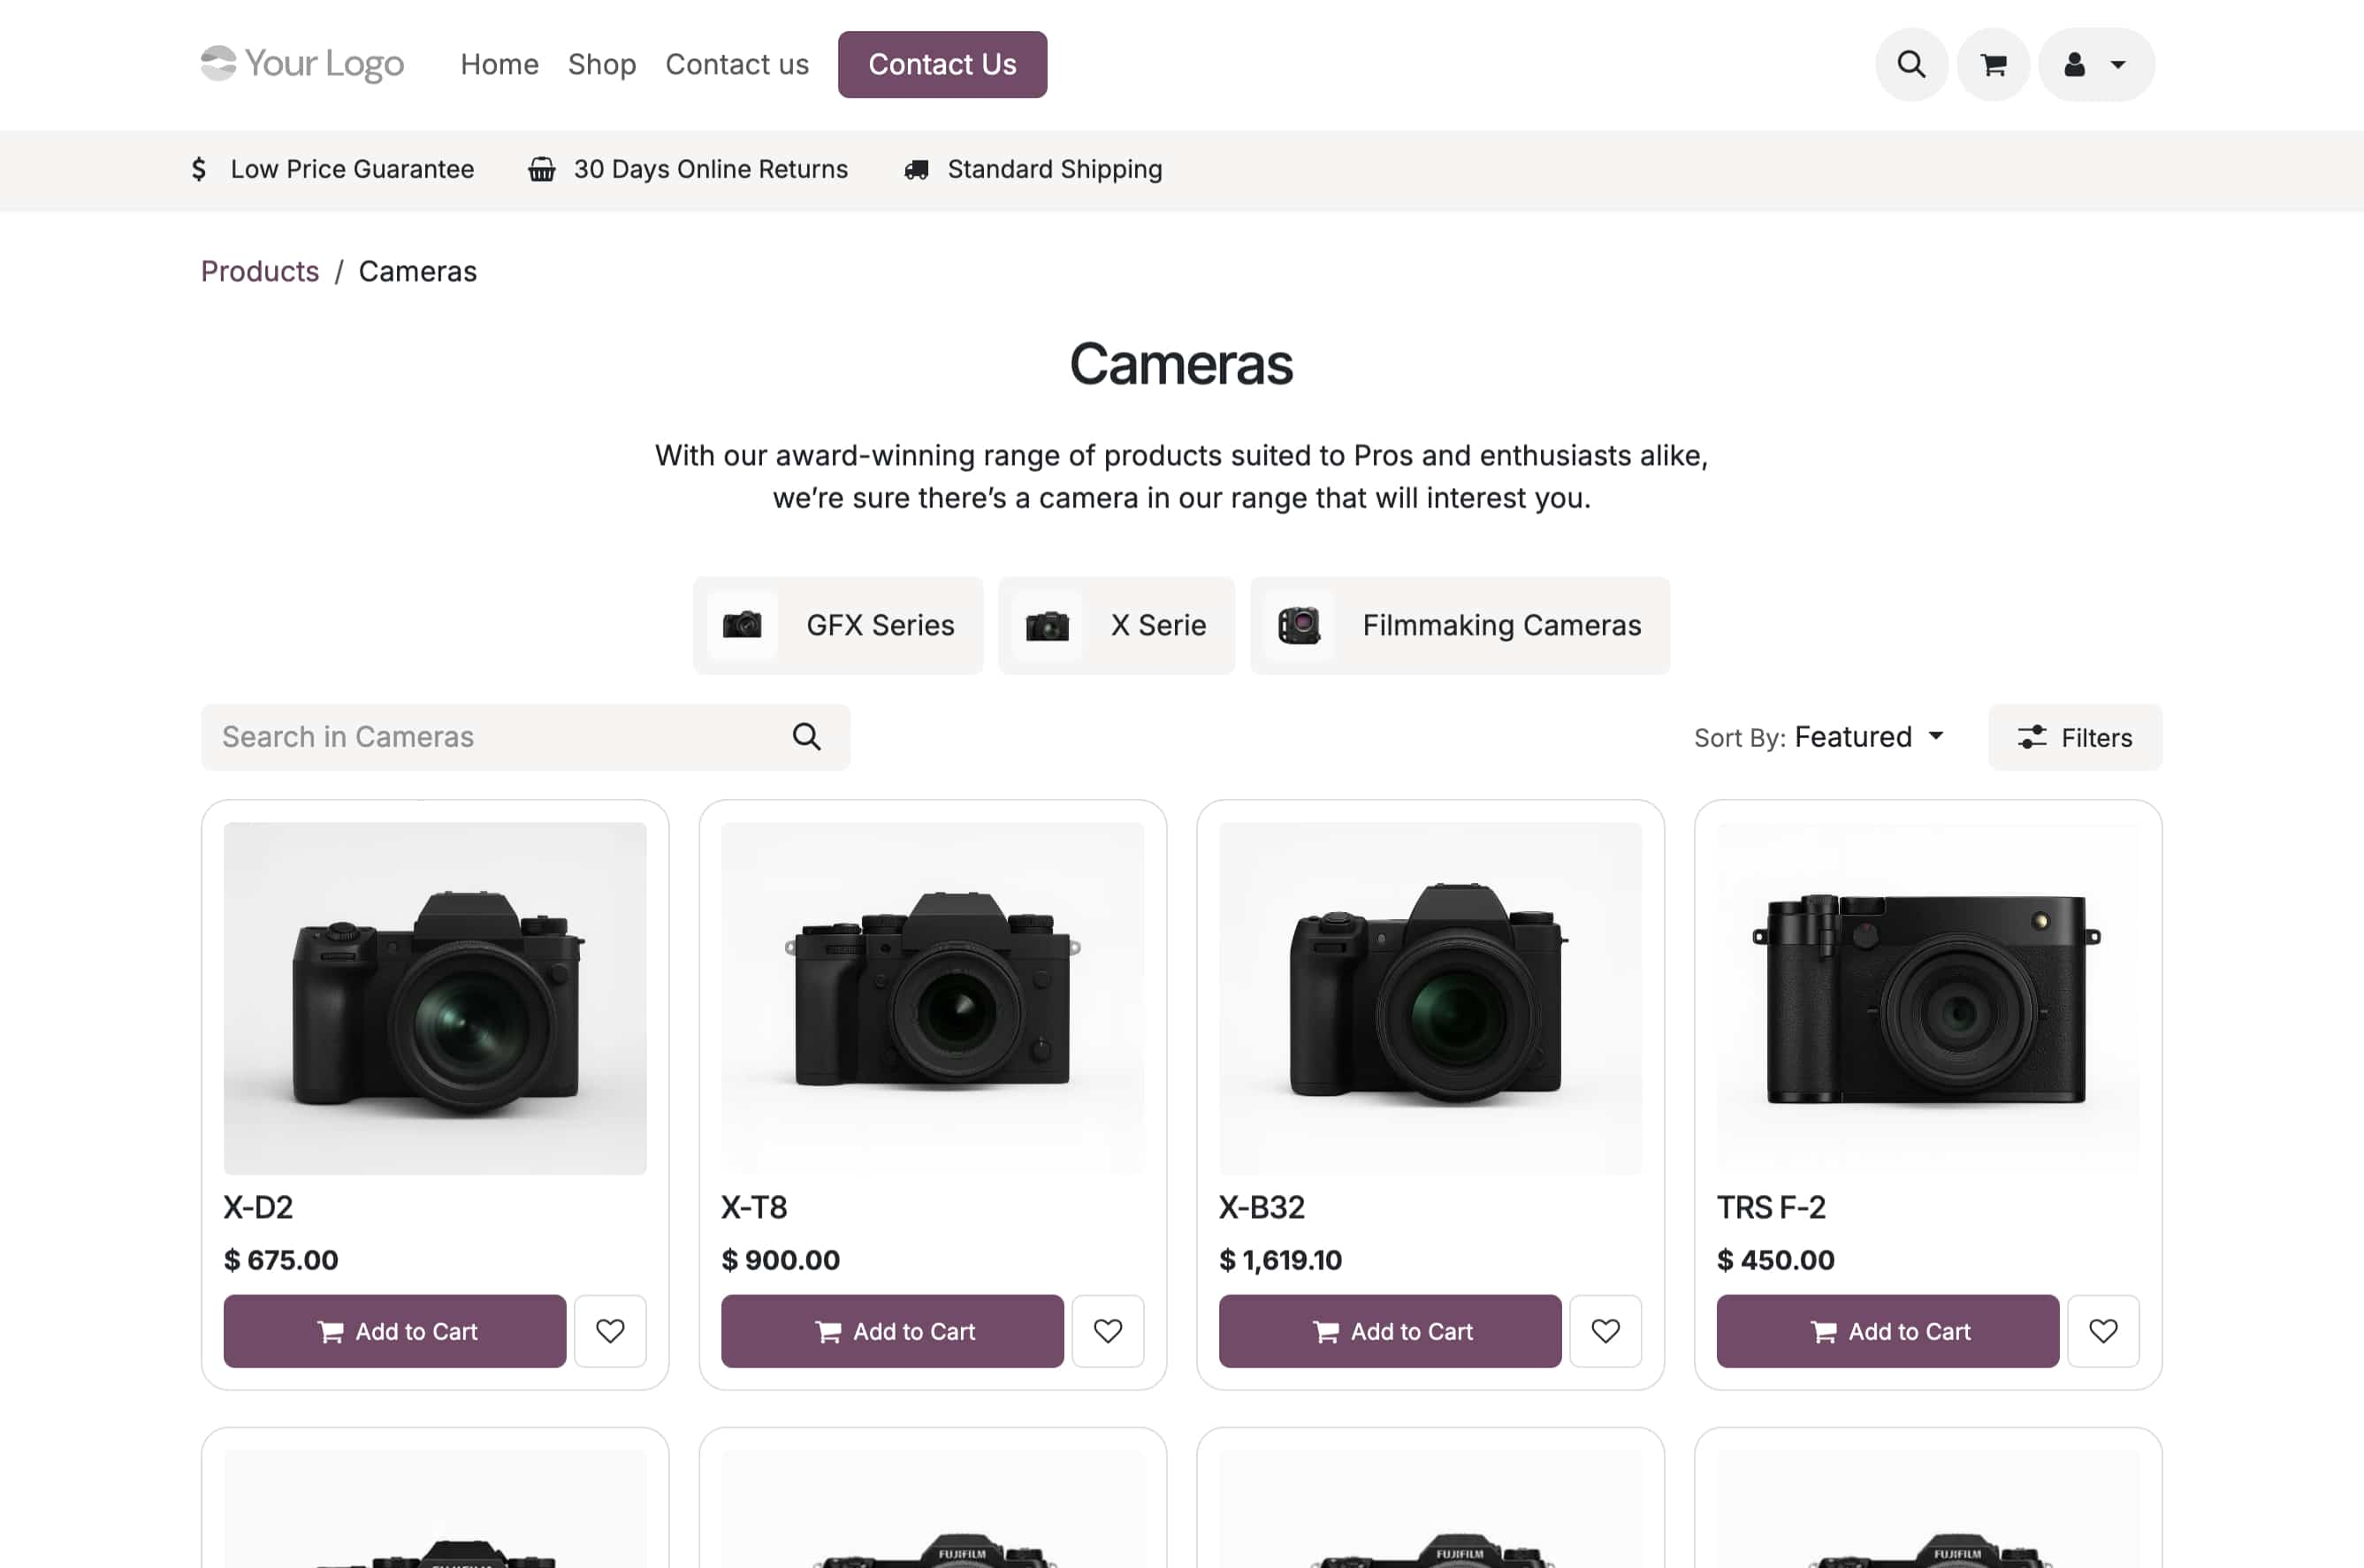 Your Logo
Home
Shop
Contact us
Contact Us
$ Low Price Guarantee
30 Days Online Returns
Standard Shipping
Products / Cameras
Cameras
With our award-winning range of products suited to Pros and enthusiasts alike,
we’re sure there’s a camera in our range that will interest you.
GFX Series
X Serie
Filmmaking Cameras
Search in Cameras
Sort By: Featured
Filters
X-D2
$ 675.00
Add to Cart
X-T8
$ 900.00
Add to Cart
X-B32
$ 1,619.10
Add to Cart
TRS F-2
$ 450.00
Add to Cart
FUJIFILM
FUJIFILM
FUJIFILM